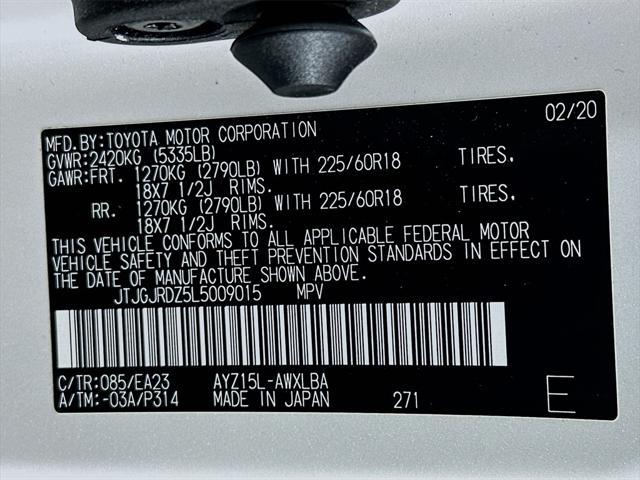 MFD.BY:TOYOTA MOTOR CORPORATION 02/20
GVWR:2420KG (5335LB)
GAWR:FRT. 1270KG (2790LB) WITH 225/60R18 TIRES,
18X7 1/2J RIMS.
RR. 1270KG (2790LB) WITH 225/60R18 TIRES,
18X7 1/2J RIMS.
THIS VEHICLE CONFORMS TO ALL APPLICABLE FEDERAL MOTOR
VEHICLE SAFETY AND THEFT PREVENTION STANDARDS IN EFFECT ON
THE DATE OF MANUFACTURE SHOWN ABOVE.
JTJGJRDZ5L5009015 MPV
C/TR:085/EA23 AYZ15L-AWXLBA
A/TM:-03A/P314 MADE IN JAPAN 271 E